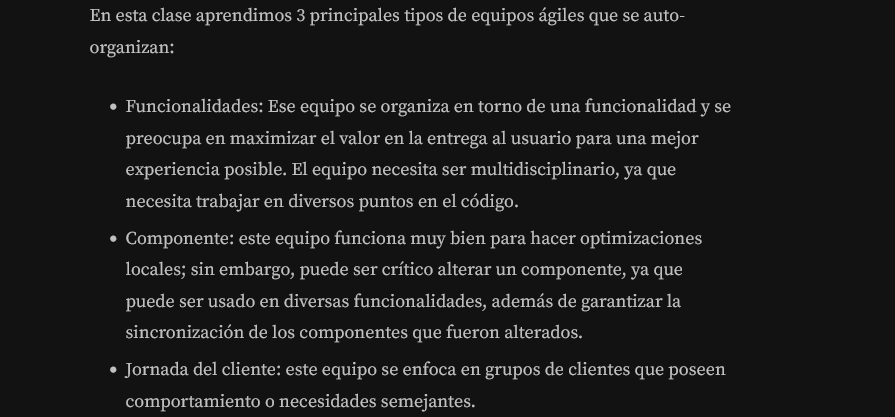 En esta clase aprendimos 3 principales tipos de equipos ágiles que se auto-
organizan:
• Funcionalidades: Ese equipo se organiza en torno de una funcionalidad y se
preocupa en maximizar el valor en la entrega al usuario para una mejor
experiencia posible. El equipo necesita ser multidisciplinario, ya que
necesita trabajar en diversos puntos en el código.
• Componente: este equipo funciona muy bien para hacer optimizaciones
locales; sin embargo, puede ser crítico alterar un componente, ya que
puede ser usado en diversas funcionalidades, además de garantizar la
sincronización de los componentes que fueron alterados.
• Jornada del cliente: este equipo se enfoca en grupos de clientes que poseen
comportamiento o necesidades semejantes.